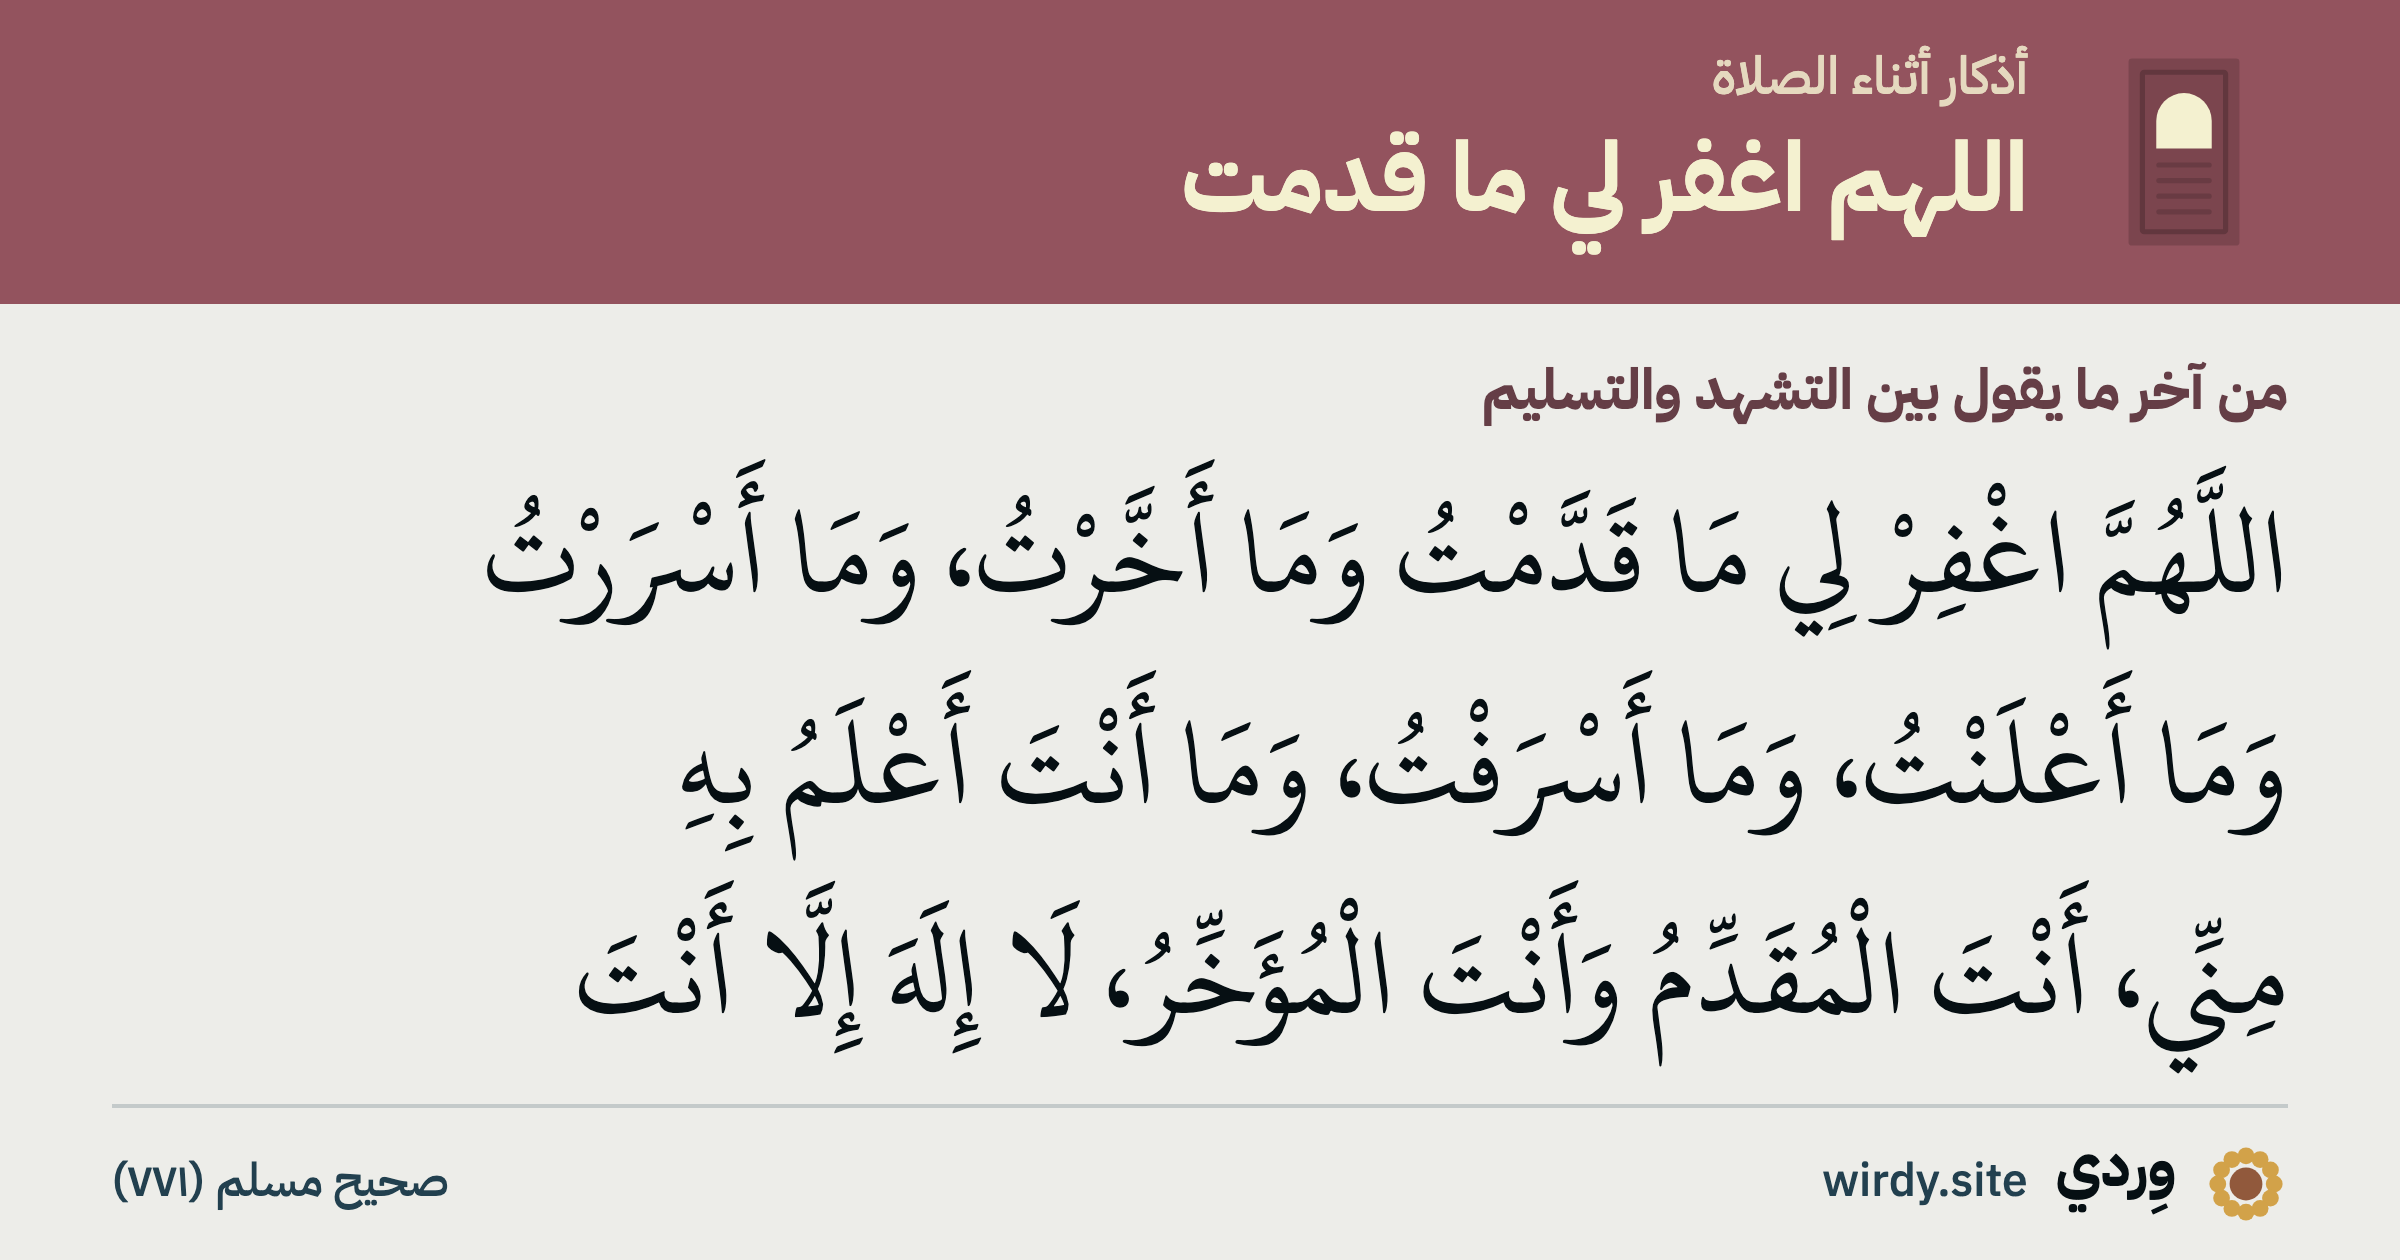 أذكار أثناء الصلاة
اللهم اغفر لي ما قدمت
من آخر ما يقول بين التشهد والتسليم
اللَّهُمَّ اغْفِرْ لِي مَا قَدَّمْتُ وَمَا أَخَّرْتُ، وَمَا أَسْرَرْتُ
وَمَا أَعْلَنْتُ، وَمَا أَسْرَفْتُ، وَمَا أَنْتَ أَعْلَمُ بِهِ
مِنِّي، أَنْتَ الْمُقَدِّمُ وَأَنْتَ الْمُؤَخِّرُ، لَا إِلَهَ إِلَّا أَنْتَ
وِردي wirdy.site
صحيح مسلم (٧٧١)